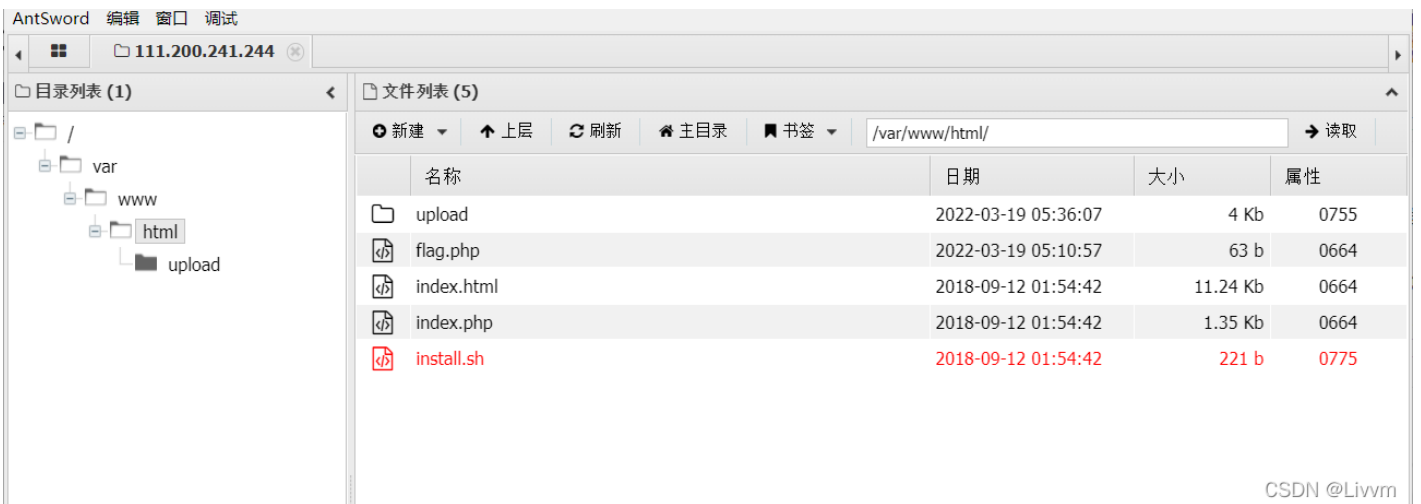 AntSword 编辑 窗口 调试
111.200.241.244
目录列表 (1)
文件列表 (5)
新建 上层 刷新 主目录 书签 /var/www/html/ 读取
/
var
www
html
upload
名称 日期 大小 属性
upload 2022-03-19 05:36:07 4 Kb 0755
flag.php 2022-03-19 05:10:57 63 b 0664
index.html 2018-09-12 01:54:42 11.24 Kb 0664
index.php 2018-09-12 01:54:42 1.35 Kb 0664
install.sh 2018-09-12 01:54:42 221 b 0775
CSDN @Livvm